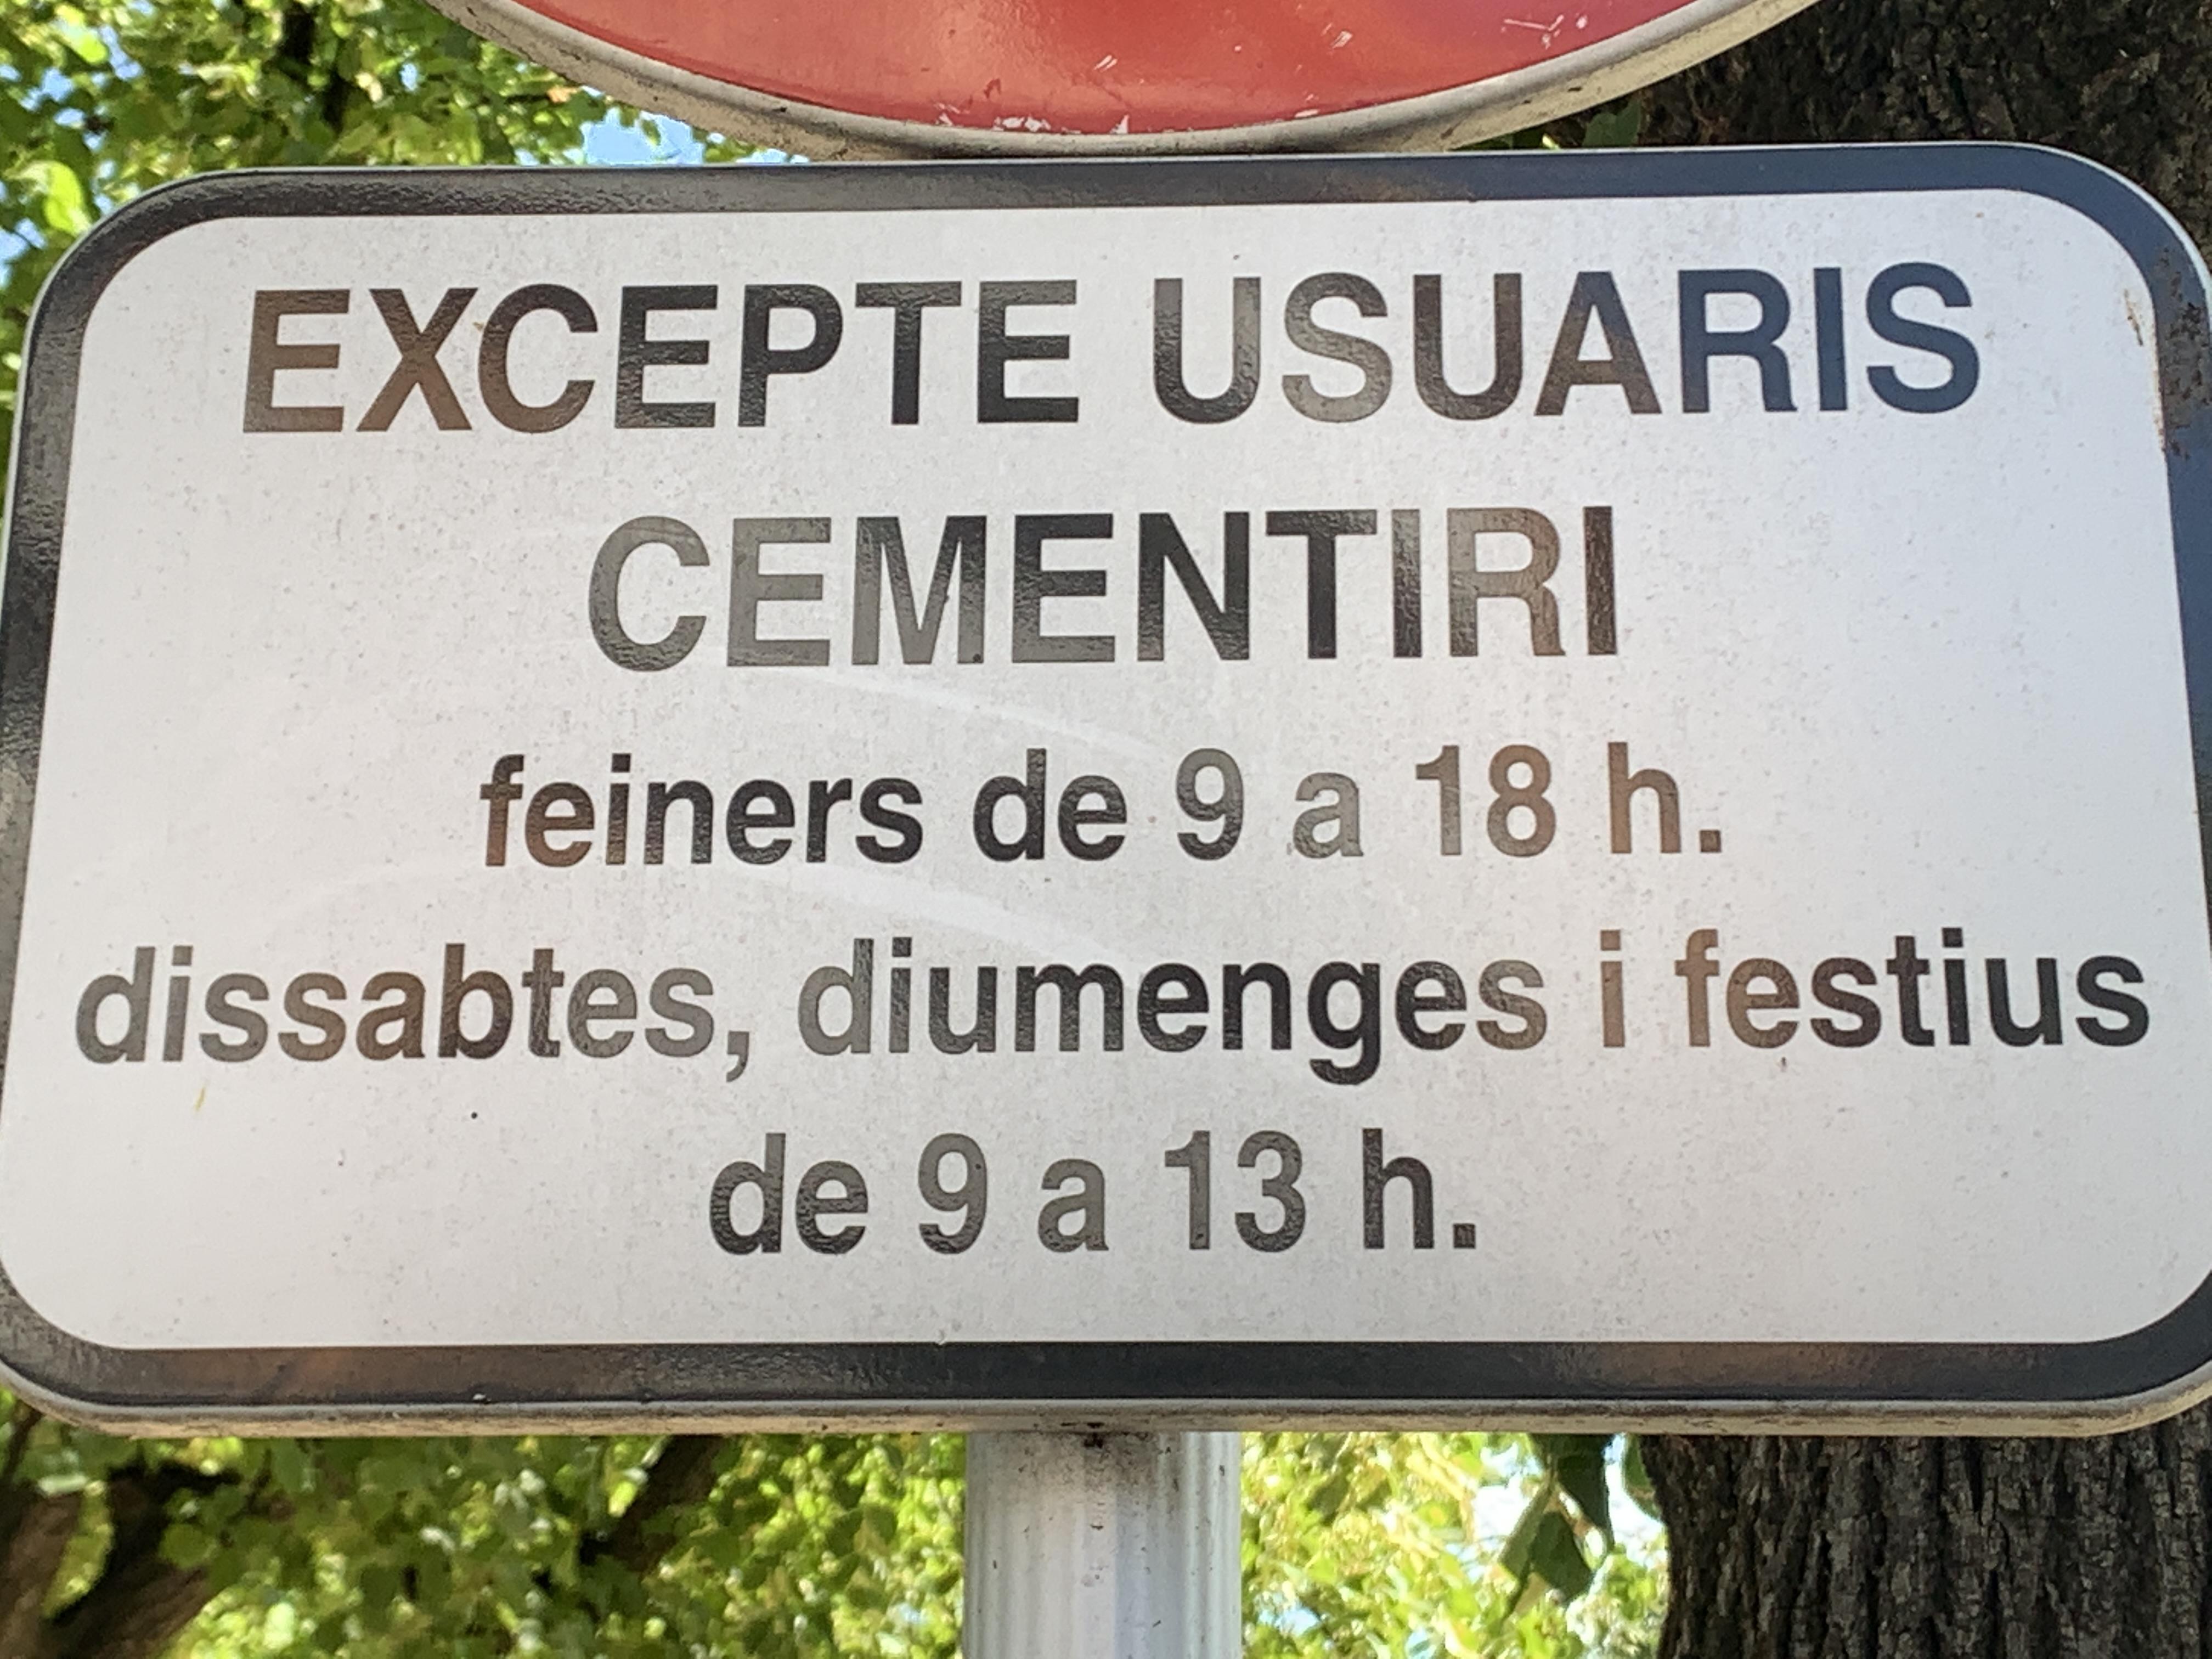 EXCEPTE USUARIS
CEMENTIRI
feiners de 9 a 18 h.
dissabtes, diumenges i festius
de 9 a 13 h.